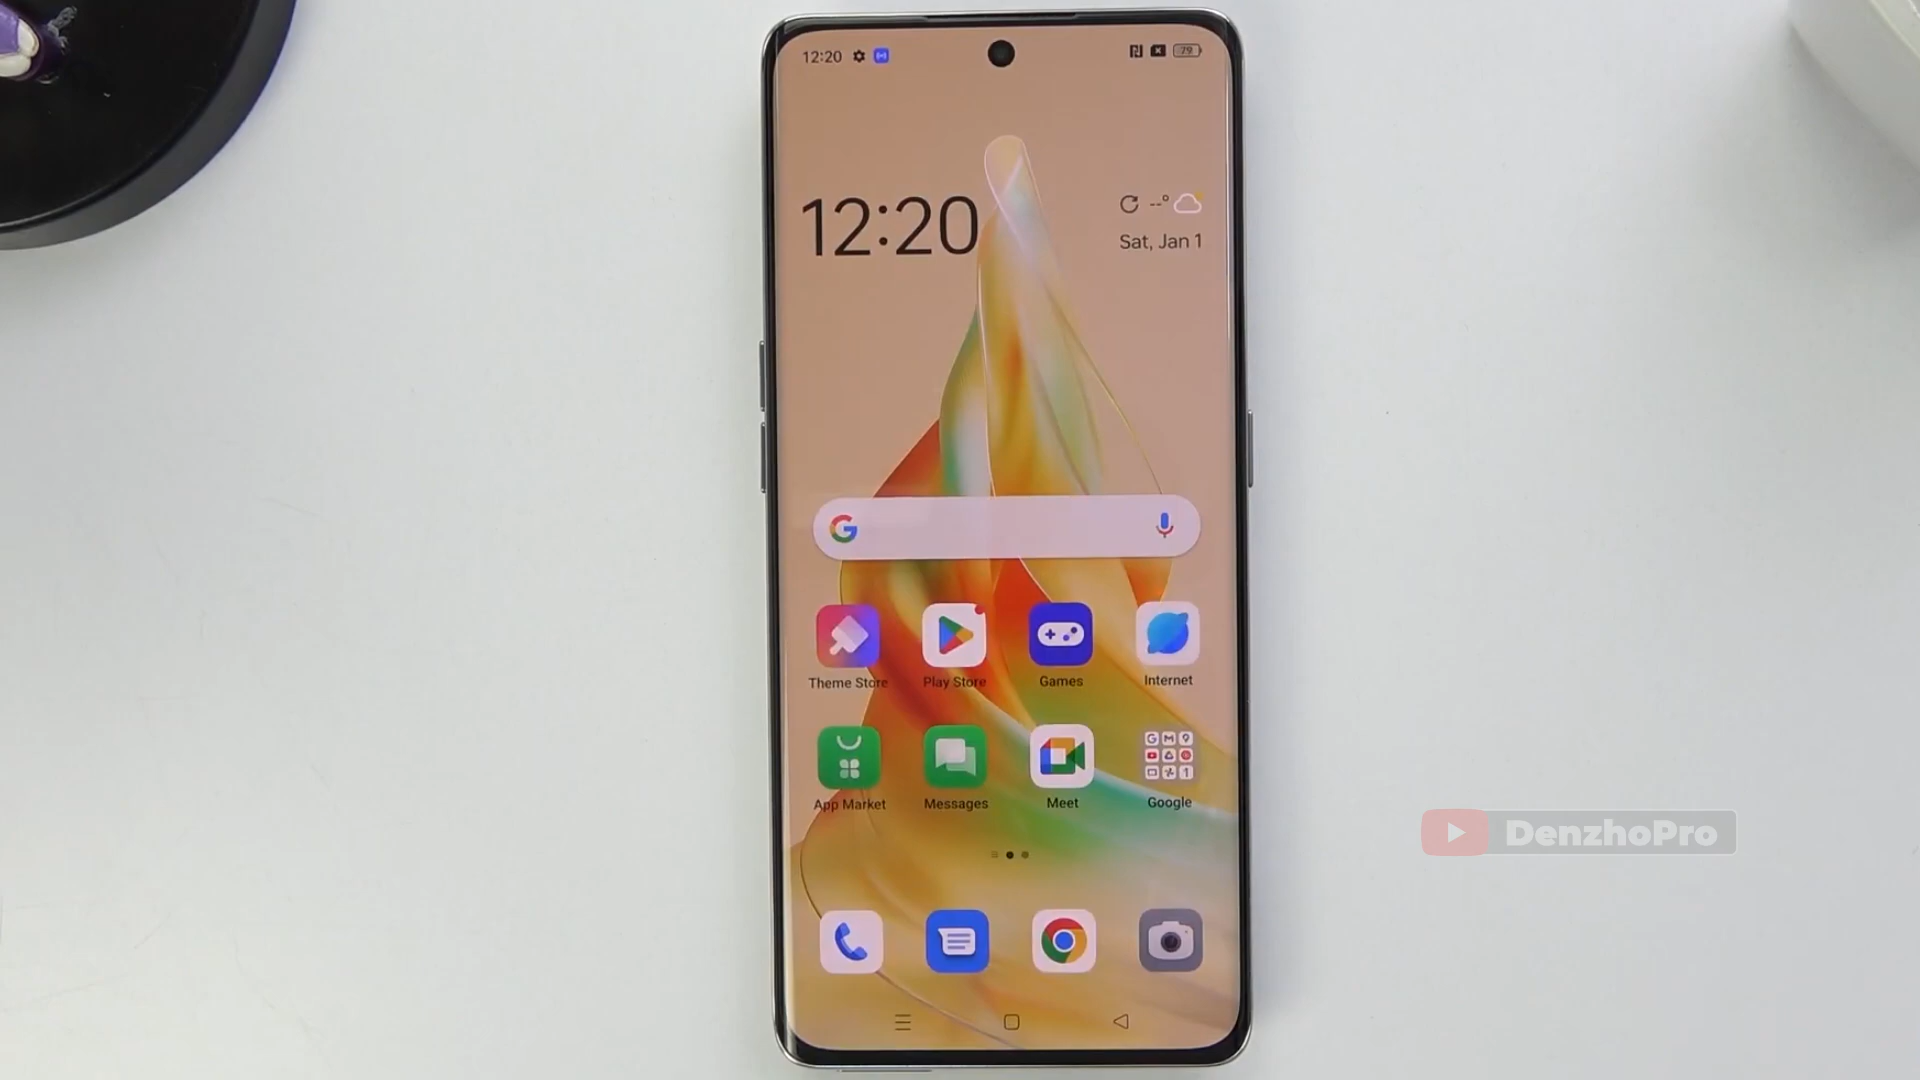 12:20
79
12:20
--°
Sat, Jan 1
Theme Store
Play Store
Games
Internet
App Market
Messages
Meet
Google
DenzhoPro